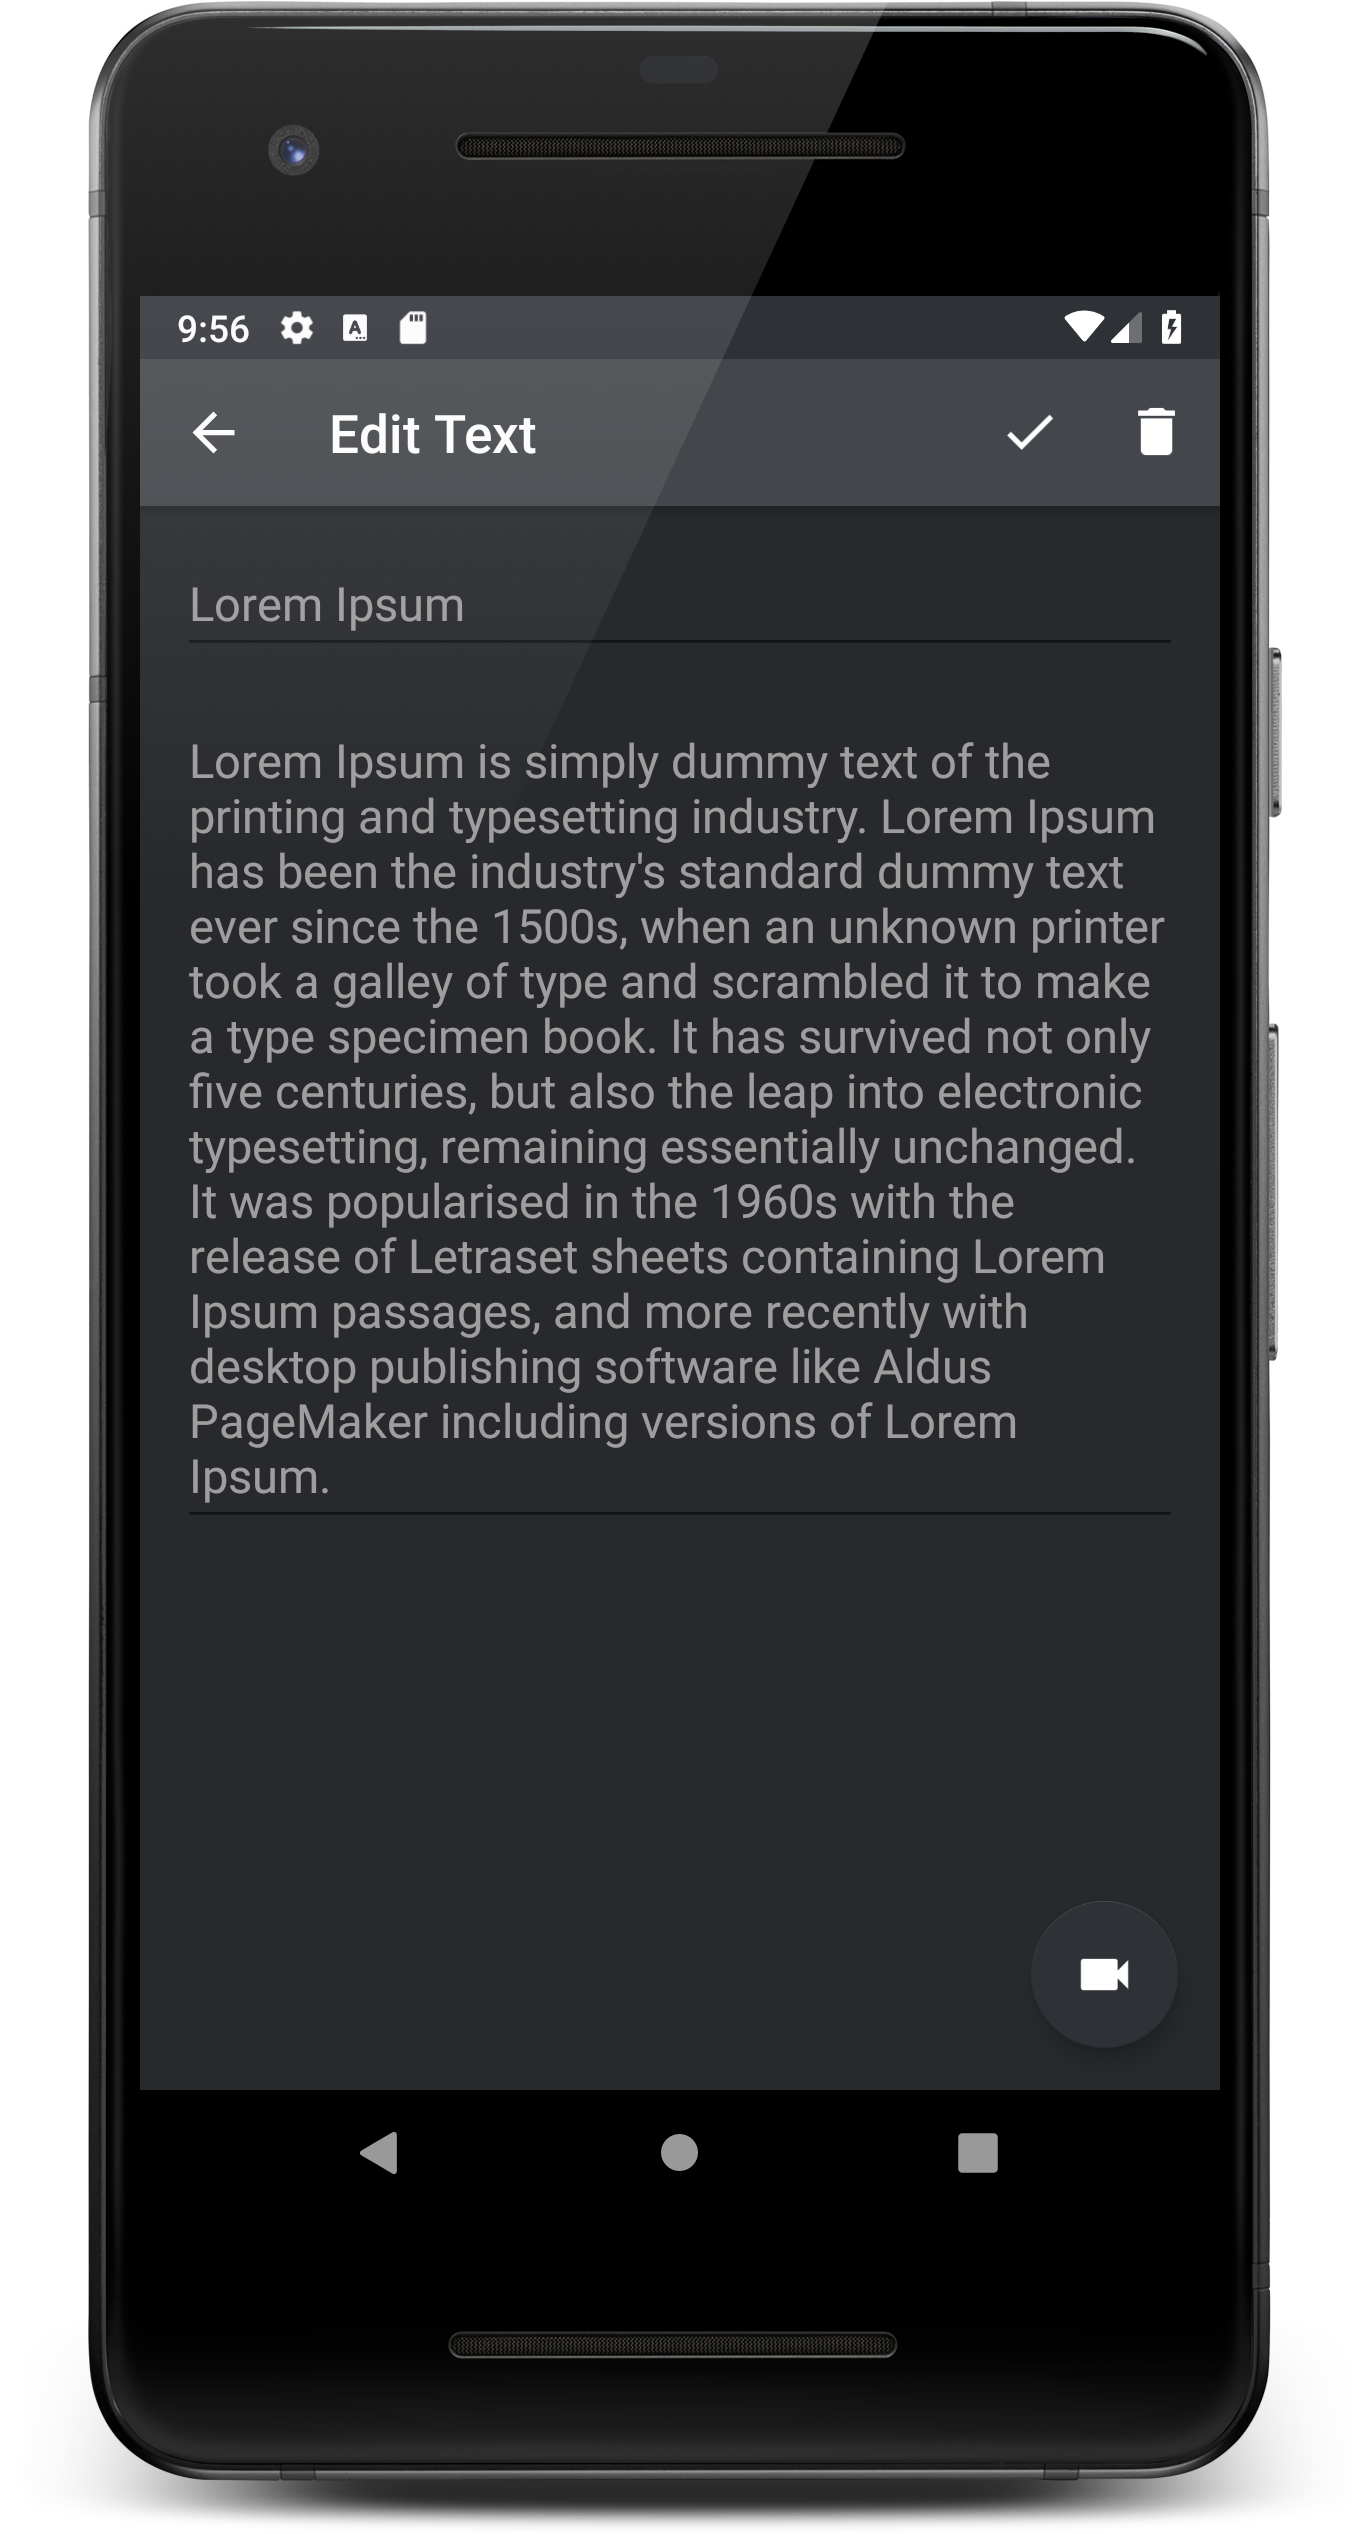 9:56
Edit Text
Lorem Ipsum
Lorem Ipsum is simply dummy text of the
printing and typesetting industry. Lorem Ipsum
has been the industry's standard dummy text
ever since the 1500s, when an unknown printer
took a galley of type and scrambled it to make
a type specimen book. It has survived not only
five centuries, but also the leap into electronic
typesetting, remaining essentially unchanged.
It was popularised in the 1960s with the
release of Letraset sheets containing Lorem
Ipsum passages, and more recently with
desktop publishing software like Aldus
PageMaker including versions of Lorem
Ipsum.